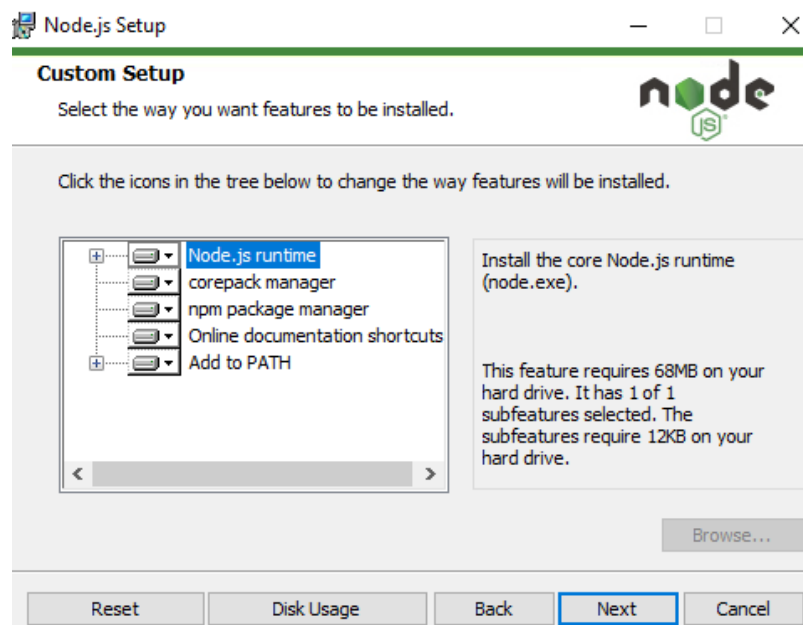 Node.js Setup
Custom Setup
Select the way you want features to be installed.
node
JS
Click the icons in the tree below to change the way features will be installed.
Node.js runtime
corepack manager
npm package manager
Online documentation shortcuts
Add to PATH
Install the core Node.js runtime
(node.exe).
This feature requires 68MB on your
hard drive. It has 1 of 1
subfeatures selected. The
subfeatures require 12KB on your
hard drive.
Browse...
Reset
Disk Usage
Back
Next
Cancel